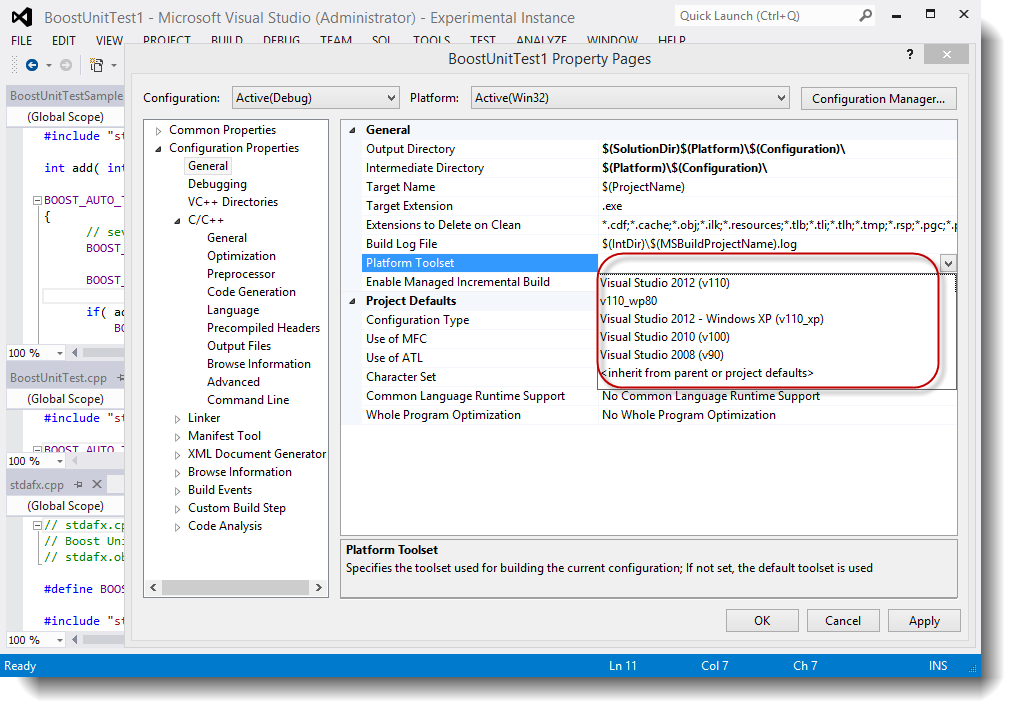 BoostUnitTest1 - Microsoft Visual Studio (Administrator) - Experimental Instance
Quick Launch (Ctrl+Q)
FILE EDIT VIEW PROJECT BUILD DEBUG TEAM SQL TOOLS TEST ANALYZE WINDOW HELP
BoostUnitTest1 Property Pages
?
Configuration: Active(Debug) Platform: Active(Win32) Configuration Manager...
BoostUnitTestSample
(Global Scope)
#include "st
int add( int
BOOST_AUTO_T
{
// sev
BOOST_
BOOST_
if( ad
BO
100 %
BoostUnitTest.cpp
(Global Scope)
#include "st
BOOST_AUTO_T
100 %
stdafx.cpp
(Global Scope)
// stdafx.cp
// Boost Uni
// stdafx.ob
#define BOOS
#include "st
100 %
Common Properties
Configuration Properties
General
Debugging
VC++ Directories
C/C++
General
Optimization
Preprocessor
Code Generation
Language
Precompiled Headers
Output Files
Browse Information
Advanced
Command Line
Linker
Manifest Tool
XML Document Generator
Browse Information
Build Events
Custom Build Step
Code Analysis
General
Output Directory $(SolutionDir)$(Platform)\$(Configuration)\
Intermediate Directory $(Platform)\$(Configuration)\
Target Name $(ProjectName)
Target Extension .exe
Extensions to Delete on Clean *.cdf;*.cache;*.obj;*.ilk;*.resources;*.tlb;*.tli;*.tlh;*.tmp;*.rsp;*.pgc;*.p
Build Log File $(IntDir)\$(MSBuildProjectName).log
Platform Toolset
Enable Managed Incremental Build
Project Defaults
Configuration Type
Use of MFC
Use of ATL
Character Set
Common Language Runtime Support No Common Language Runtime Support
Whole Program Optimization No Whole Program Optimization
Visual Studio 2012 (v110)
v110_wp80
Visual Studio 2012 - Windows XP (v110_xp)
Visual Studio 2010 (v100)
Visual Studio 2008 (v90)
<inherit from parent or project defaults>
Platform Toolset
Specifies the toolset used for building the current configuration; If not set, the default toolset is used
OK Cancel Apply
Ready Ln 11 Col 7 Ch 7 INS